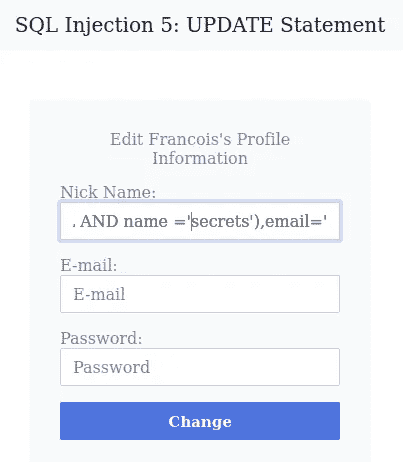 SQL Injection 5: UPDATE Statement
Edit Francois's Profile
Information
Nick Name:
. AND name ='secrets'),email='
E-mail:
E-mail
Password:
Password
Change